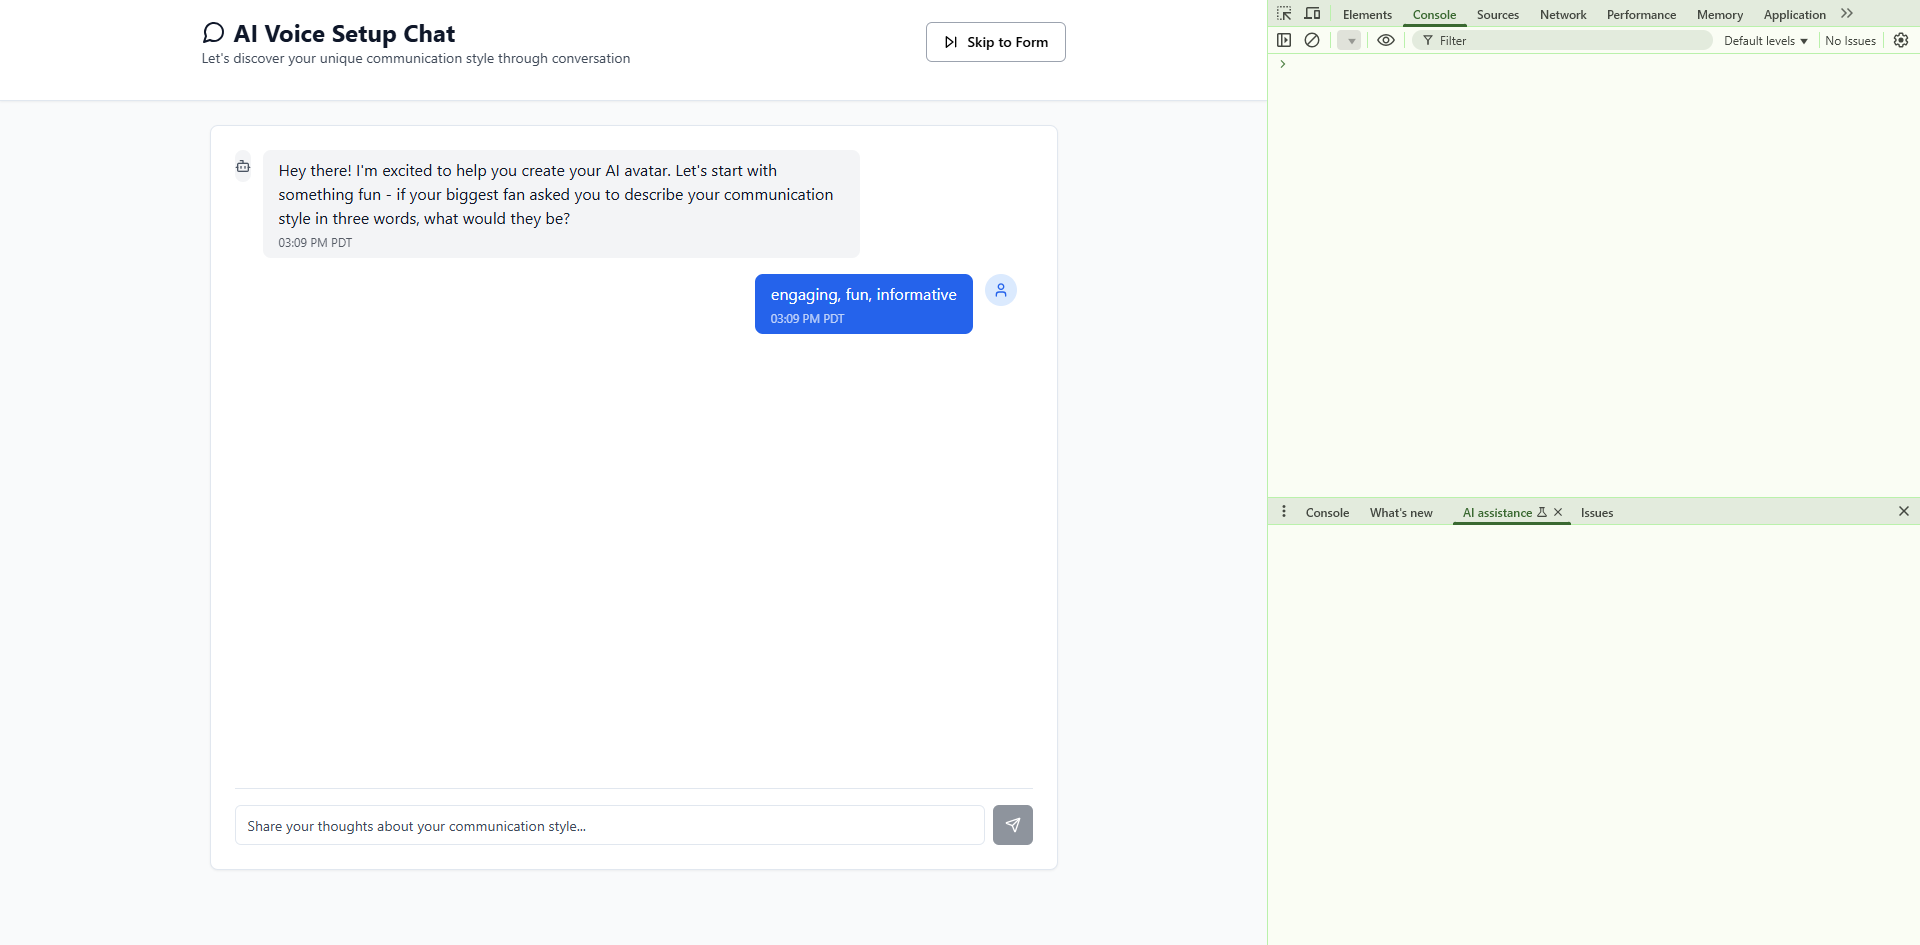 AI Voice Setup Chat
Let's discover your unique communication style through conversation
Skip to Form
Hey there! I'm excited to help you create your AI avatar. Let's start with
something fun - if your biggest fan asked you to describe your communication
style in three words, what would they be?
03:09 PM PDT
engaging, fun, informative
03:09 PM PDT
Share your thoughts about your communication style...
Elements Console Sources Network Performance Memory Application
Filter Default levels No Issues
Console What's new AI assistance Issues